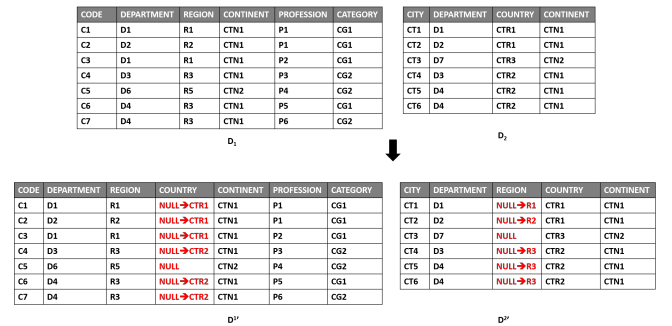 CODE DEPARTMENT REGION CONTINENT PROFESSION CATEGORY
C1 D1 R1 CTN1 P1 CG1
C2 D2 R2 CTN1 P1 CG1
C3 D1 R1 CTN1 P2 CG1
C4 D3 R3 CTN1 P3 CG2
C5 D6 R5 CTN2 P4 CG2
C6 D4 R3 CTN1 P5 CG1
C7 D4 R3 CTN1 P6 CG2
D1
CITY DEPARTMENT COUNTRY CONTINENT
CT1 D1 CTR1 CTN1
CT2 D2 CTR1 CTN1
CT3 D7 CTR3 CTN2
CT4 D3 CTR2 CTN1
CT5 D4 CTR2 CTN1
CT6 D4 CTR2 CTN1
D2
CODE DEPARTMENT REGION COUNTRY CONTINENT PROFESSION CATEGORY
C1 D1 R1 NULL➔CTR1 CTN1 P1 CG1
C2 D2 R2 NULL➔CTR1 CTN1 P1 CG1
C3 D1 R1 NULL➔CTR1 CTN1 P2 CG1
C4 D3 R3 NULL➔CTR2 CTN1 P3 CG2
C5 D6 R5 NULL CTN2 P4 CG2
C6 D4 R3 NULL➔CTR2 CTN1 P5 CG1
C7 D4 R3 NULL➔CTR2 CTN1 P6 CG2
D1'
CITY DEPARTMENT REGION COUNTRY CONTINENT
CT1 D1 NULL➔R1 CTR1 CTN1
CT2 D2 NULL➔R2 CTR1 CTN1
CT3 D7 NULL CTR3 CTN2
CT4 D3 NULL➔R3 CTR2 CTN1
CT5 D4 NULL➔R3 CTR2 CTN1
CT6 D4 NULL➔R3 CTR2 CTN1
D2'